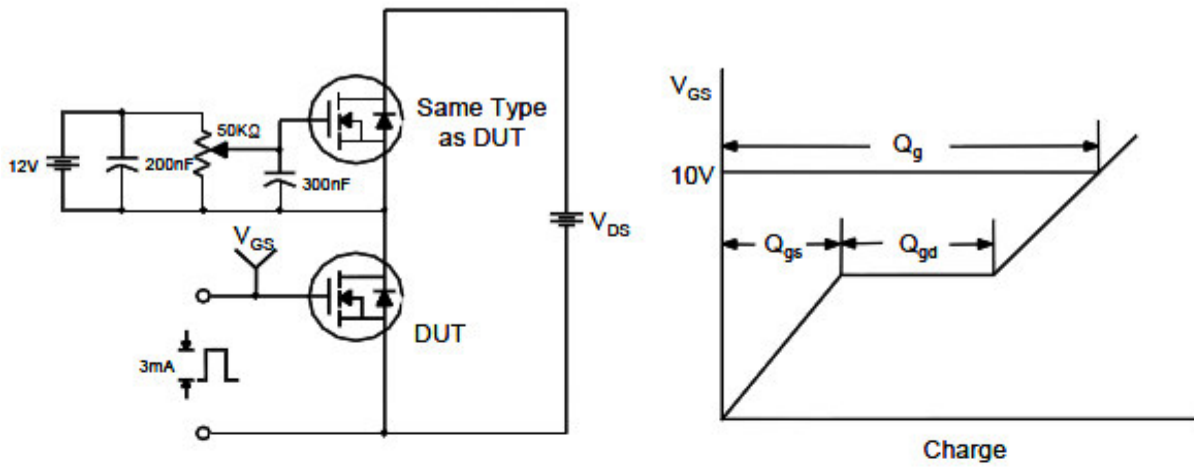 12V
200nF
50KΩ
300nF
Same Type
as DUT
V_GS
DUT
3mA
V_DS
V_GS
10V
Q_g
Q_gs
Q_gd
Charge